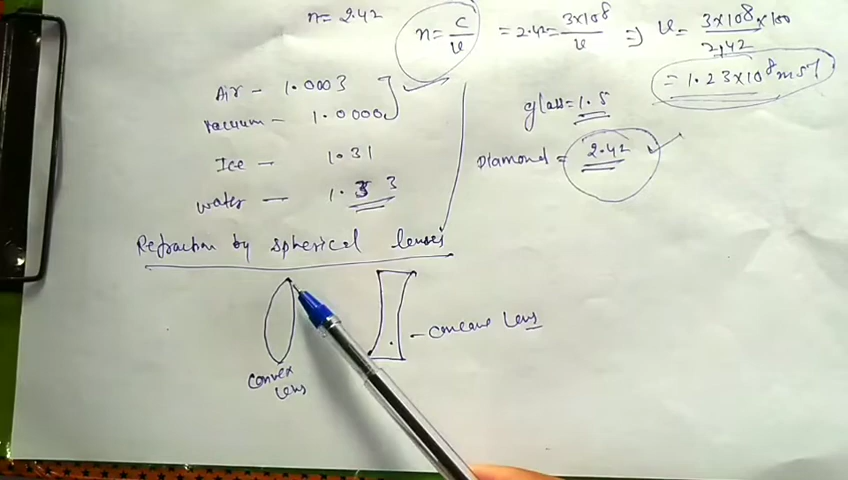 n = 2.42
n = c/v = 2.42 = 3×10⁸/v ⇒ v = 3×10⁸×100/2.42
= 1.23×10⁸ ms⁻¹
Air - 1.0003
vacuum - 1.0000
Ice - 1.31
water - 1.33
glass = 1.5
Diamond = 2.42
Refraction by spherical lenses
convex lens
- concave lens